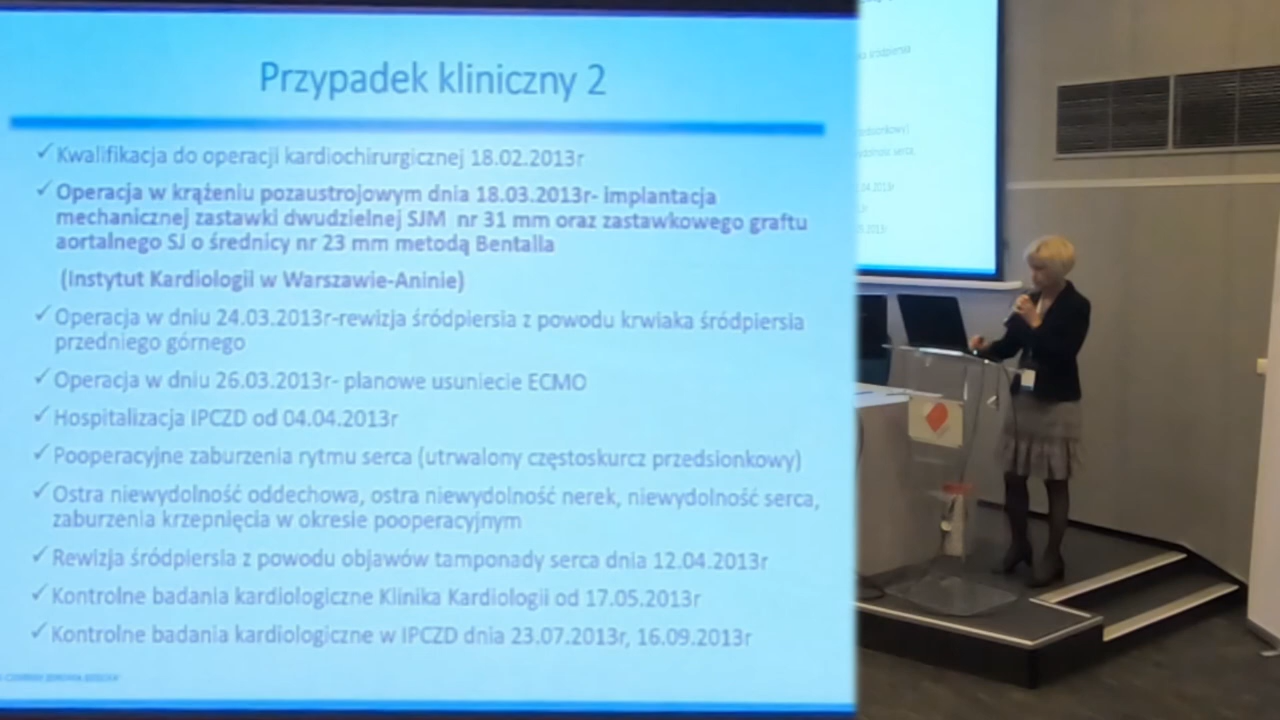 Przypadek kliniczny 2
✓ Kwalifikacja do operacji kardiochirurgicznej 18.02.2013r
✓ Operacja w krążeniu pozaustrojowym dnia 18.03.2013r- Implantacja
mechanicznej zastawki dwudzielnej SJM nr 31 mm oraz zastawkowego graftu
aortalnego SJ o średnicy nr 23 mm metodą Bentalla
(Instytut Kardiologii w Warszawie-Aninie)
✓ Operacja w dniu 24.03.2013r-rewizja śródpiersia z powodu krwiaka śródpiersia
przedniego górnego
✓ Operacja w dniu 26.03.2013r- planowe usuniecie ECMO
✓ Hospitalizacja IPCZD od 04.04.2013r
✓ Pooperacyjne zaburzenia rytmu serca (utrwalony częstoskurcz przedsionkowy)
✓ Ostra niewydolność oddechowa, ostra niewydolność nerek, niewydolność serca,
zaburzenia krzepnięcia w okresie pooperacyjnym
✓ Rewizja śródpiersia z powodu objawów tamponady serca dnia 12.04.2013r
✓ Kontrolne badania kardiologiczne Klinika Kardiologii od 17.05.2013r
✓ Kontrolne badania kardiologiczne w IPCZD dnia 23.07.2013r, 16.09.2013r